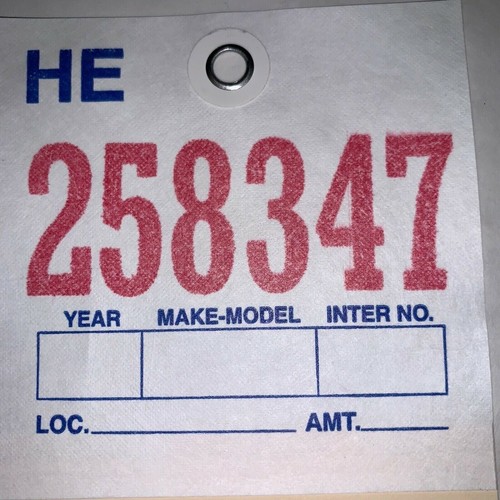 HE
258347
YEAR MAKE-MODEL INTER NO.
LOC. AMT.